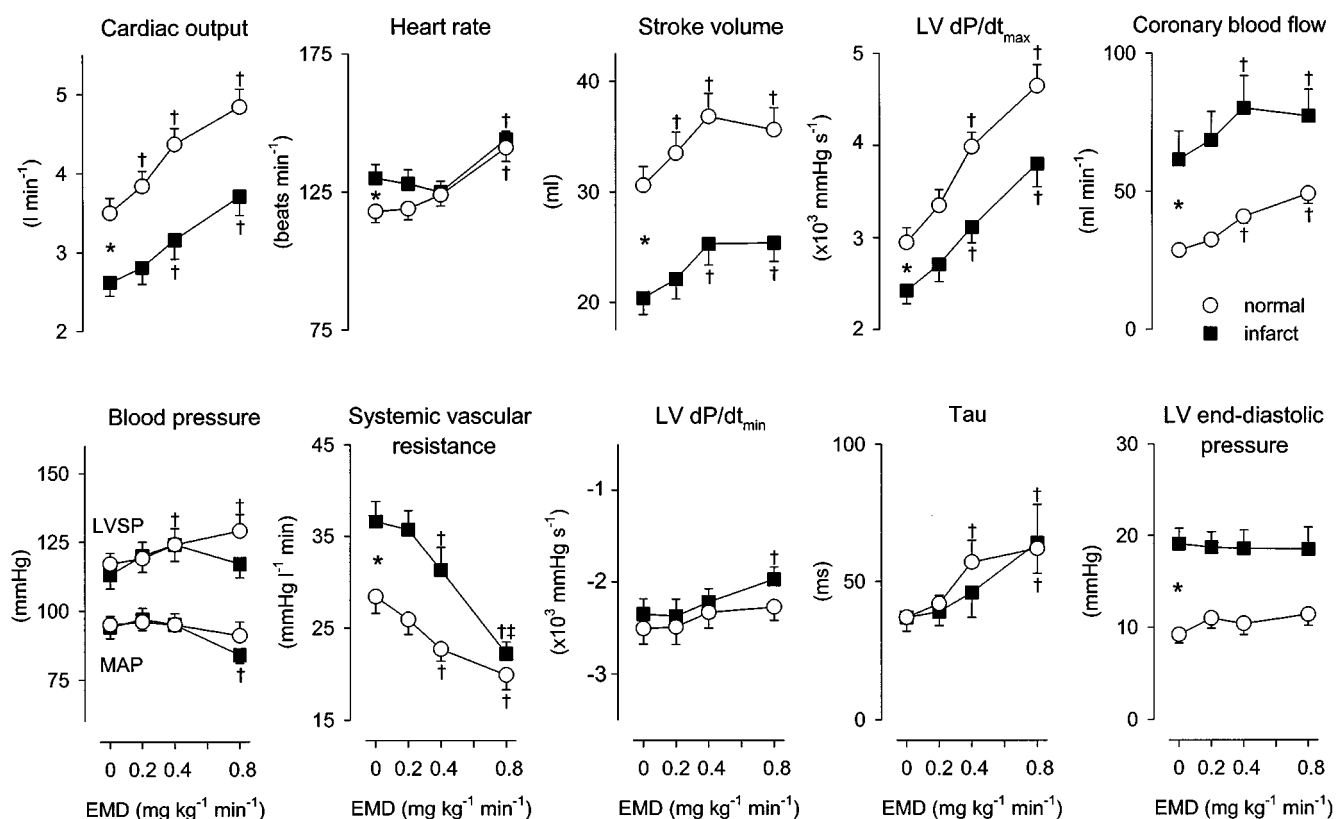 Cardiac output
Heart rate
Stroke volume
LV dP/dtmax
Coronary blood flow
(l min⁻¹)
5
4
3
2
†
†
†
*
†
†
(beats min⁻¹)
175
125
75
†
*
†
(ml)
40
30
20
†
†
†
*
†
†
(x10³ mmHg s⁻¹)
5
4
3
2
†
†
*
†
†
(ml min⁻¹)
100
50
0
†
†
*
†
†
normal
infarct
Blood pressure
Systemic vascular
resistance
LV dP/dtmin
Tau
LV end-diastolic
pressure
(mmHg)
150
125
100
75
LVSP
MAP
†
†
†
(mmHg l⁻¹ min)
45
35
25
15
†
*
†‡
†
†
(x10³ mmHg s⁻¹)
-1
-2
-3
†
(ms)
100
50
0
†
†
†
(mmHg)
30
20
10
0
*
0 0.2 0.4 0.8
0 0.2 0.4 0.8
0 0.2 0.4 0.8
0 0.2 0.4 0.8
0 0.2 0.4 0.8
EMD (mg kg⁻¹ min⁻¹)
EMD (mg kg⁻¹ min⁻¹)
EMD (mg kg⁻¹ min⁻¹)
EMD (mg kg⁻¹ min⁻¹)
EMD (mg kg⁻¹ min⁻¹)